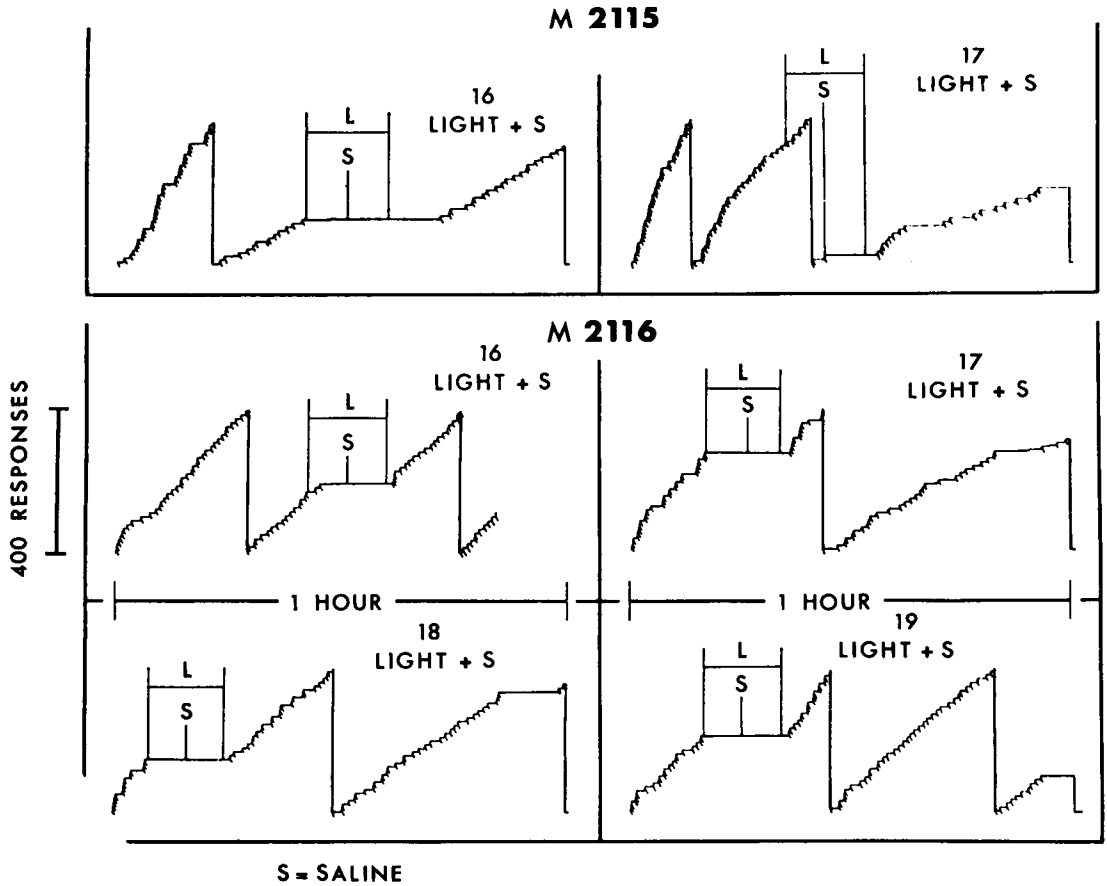 M 2115
16
LIGHT + S
L
S
17
LIGHT + S
L
S
M 2116
400 RESPONSES
16
LIGHT + S
L
S
17
LIGHT + S
L
S
1 HOUR
1 HOUR
18
LIGHT + S
L
S
19
LIGHT + S
L
S
S = SALINE